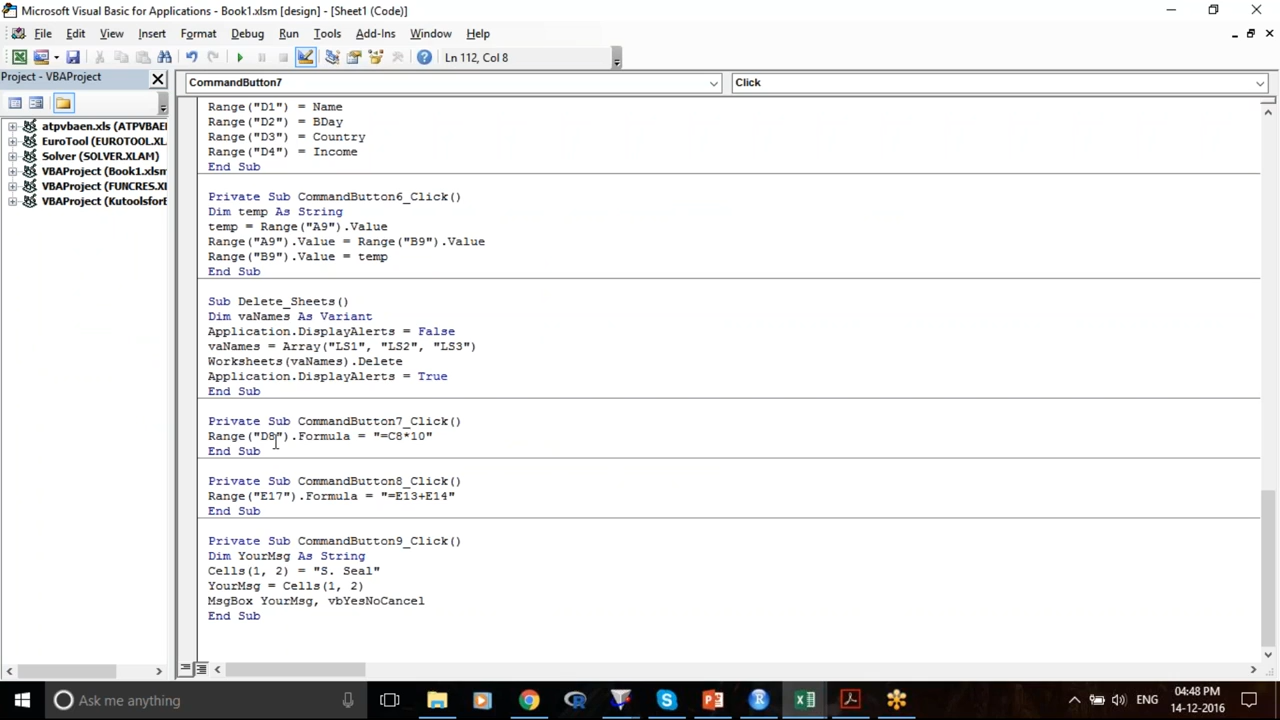 Microsoft Visual Basic for Applications - Book1.xlsm [design] - [Sheet1 (Code)]
File Edit View Insert Format Debug Run Tools Add-Ins Window Help
Ln 112, Col 8
Project - VBAProject
CommandButton7
Click
atpvbaen.xls (ATPVBAE
EuroTool (EUROTOOL.XL
Solver (SOLVER.XLAM)
VBAProject (Book1.xlsm
VBAProject (FUNCRES.XI
VBAProject (KutoolsforE
Range("D1") = Name
Range("D2") = BDay
Range("D3") = Country
Range("D4") = Income
End Sub
Private Sub CommandButton6_Click()
Dim temp As String
temp = Range("A9").Value
Range("A9").Value = Range("B9").Value
Range("B9").Value = temp
End Sub
Sub Delete_Sheets()
Dim vaNames As Variant
Application.DisplayAlerts = False
vaNames = Array("LS1", "LS2", "LS3")
Worksheets(vaNames).Delete
Application.DisplayAlerts = True
End Sub
Private Sub CommandButton7_Click()
Range("D8").Formula = "=C8*10"
End Sub
Private Sub CommandButton8_Click()
Range("E17").Formula = "=E13+E14"
End Sub
Private Sub CommandButton9_Click()
Dim YourMsg As String
Cells(1, 2) = "S. Seal"
YourMsg = Cells(1, 2)
MsgBox YourMsg, vbYesNoCancel
End Sub
Ask me anything
ENG
04:48 PM
14-12-2016